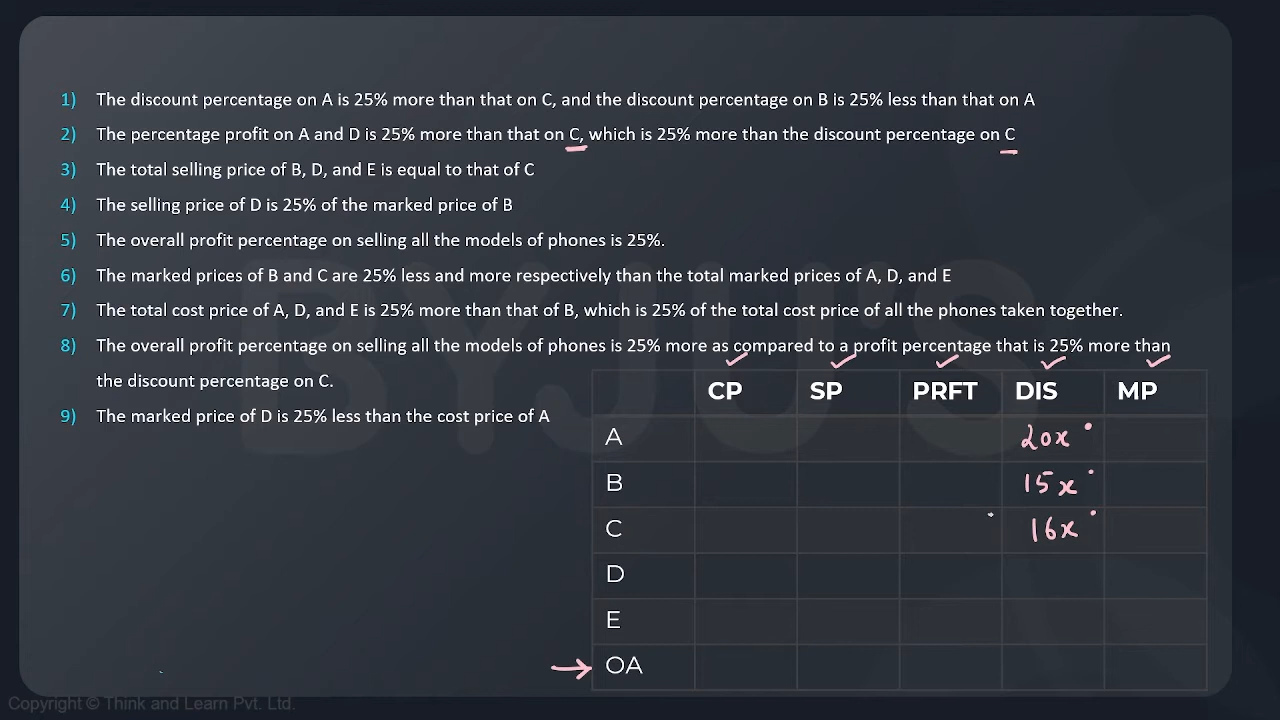 1) The discount percentage on A is 25% more than that on C, and the discount percentage on B is 25% less than that on A
2) The percentage profit on A and D is 25% more than that on C, which is 25% more than the discount percentage on C
3) The total selling price of B, D, and E is equal to that of C
4) The selling price of D is 25% of the marked price of B
5) The overall profit percentage on selling all the models of phones is 25%.
6) The marked prices of B and C are 25% less and more respectively than the total marked prices of A, D, and E
7) The total cost price of A, D, and E is 25% more than that of B, which is 25% of the total cost price of all the phones taken together.
8) The overall profit percentage on selling all the models of phones is 25% more as compared to a profit percentage that is 25% more than
the discount percentage on C.
9) The marked price of D is 25% less than the cost price of A
CP SP PRFT DIS MP
A 20x
B 15x
C 16x
D
E
OA
BYJU'S
Copyright © Think and Learn Pvt. Ltd.